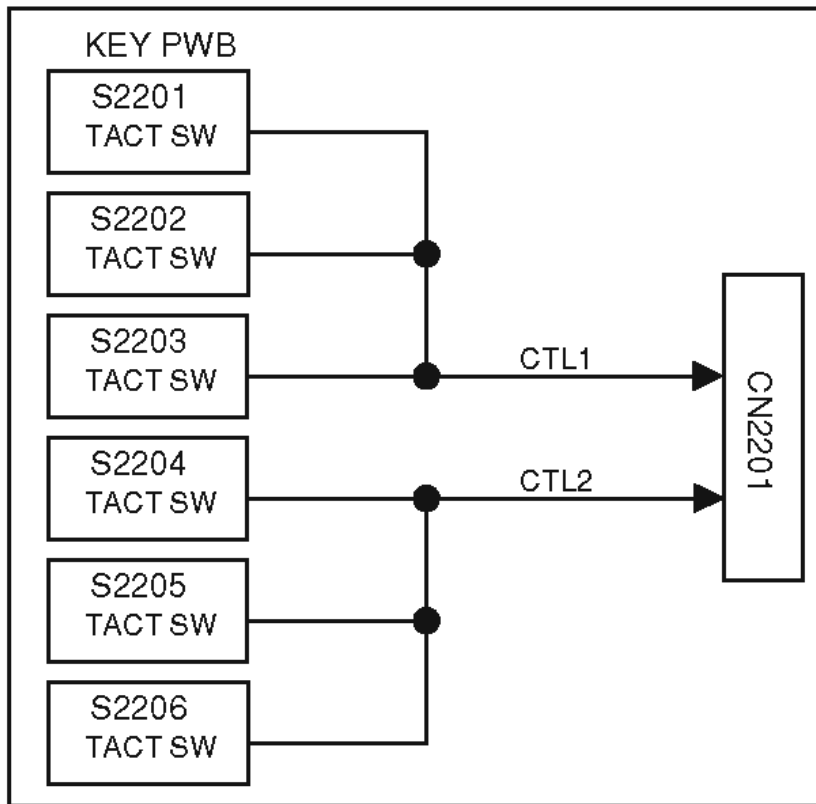 KEY PWB
S2201
TACT SW
S2202
TACT SW
S2203
TACT SW
CTL1
S2204
TACT SW
CTL2
CN2201
S2205
TACT SW
S2206
TACT SW